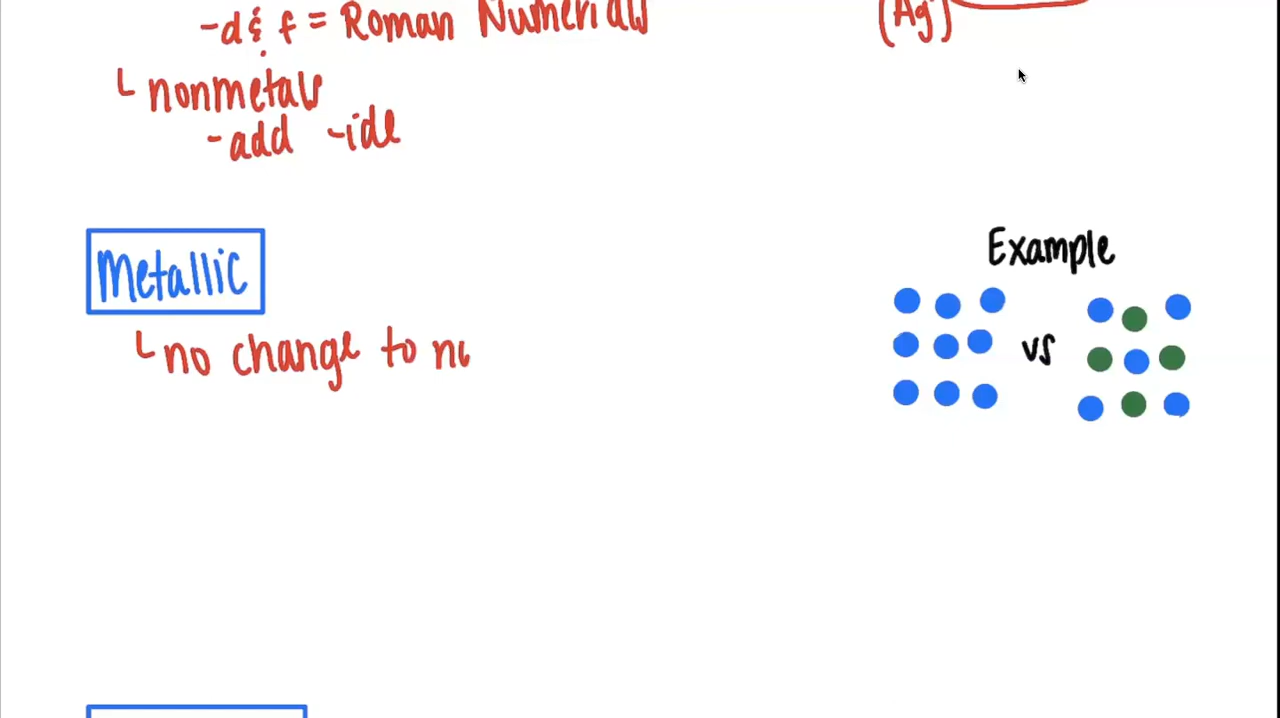 -d & f = Roman Numerals
(Ag)
└ nonmetals
-add -ide
Metallic
Example
└ no change to n
vs